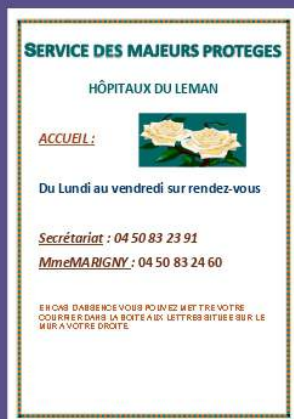 SERVICE DES MAJEURS PROTEGES
HÔPITAUX DU LEMAN
ACCUEIL :
Du Lundi au vendredi sur rendez-vous
Secrétariat : 04 50 83 23 91
MmeMARIGNY : 04 50 83 24 60
EN CAS D'ABSENCE VOUS POUVEZ METTRE VOTRE
COURRIER DANS LA BOITE AUX LETTRES SITUEE SUR LE
MUR A VOTRE DROITE.